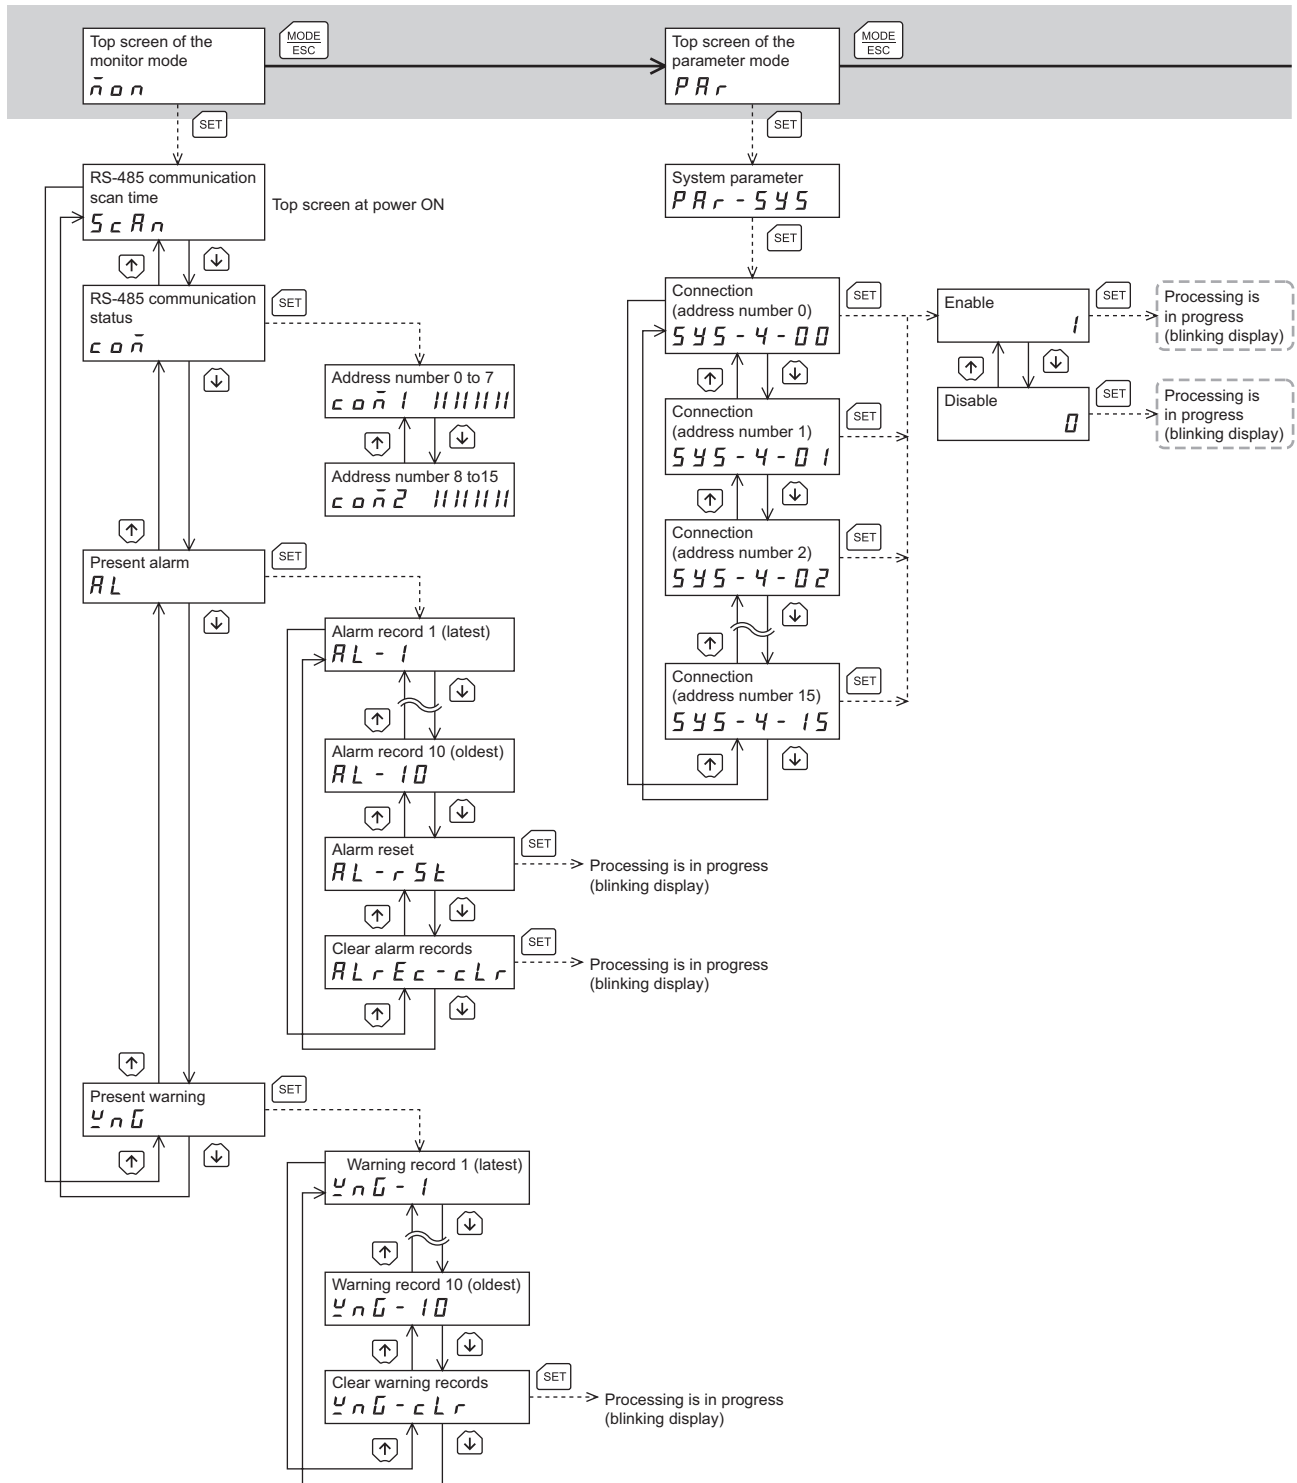 Top screen of the
monitor mode
mon
MODE
ESC
Top screen of the
parameter mode
PAr
MODE
ESC
SET
SET
RS-485 communication
scan time
ScAn
Top screen at power ON
System parameter
PAr-SYS
SET
RS-485 communication
status
com
SET
Address number 0 to 7
com1 11111111
Address number 8 to15
com2 11111111
Connection
(address number 0)
SYS-4-00
SET
Enable
1
SET
Processing is
in progress
(blinking display)
Disable
0
SET
Processing is
in progress
(blinking display)
Connection
(address number 1)
SYS-4-01
SET
Connection
(address number 2)
SYS-4-02
SET
Connection
(address number 15)
SYS-4-15
SET
Present alarm
AL
SET
Alarm record 1 (latest)
AL-1
Alarm record 10 (oldest)
AL-10
Alarm reset
AL-rSt
SET
Processing is in progress
(blinking display)
Clear alarm records
ALrEc-cLr
SET
Processing is in progress
(blinking display)
Present warning
WnG
SET
Warning record 1 (latest)
WnG-1
Warning record 10 (oldest)
WnG-10
Clear warning records
WnG-cLr
SET
Processing is in progress
(blinking display)